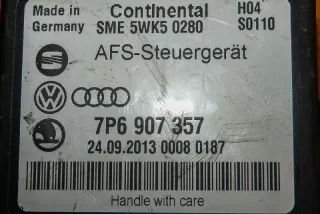 Made in Continental H04
Germany SME 5WK5 0280 S0110
AFS-Steuergerät
7P6 907 357
24.09.2013 0008 0187
Handle with care